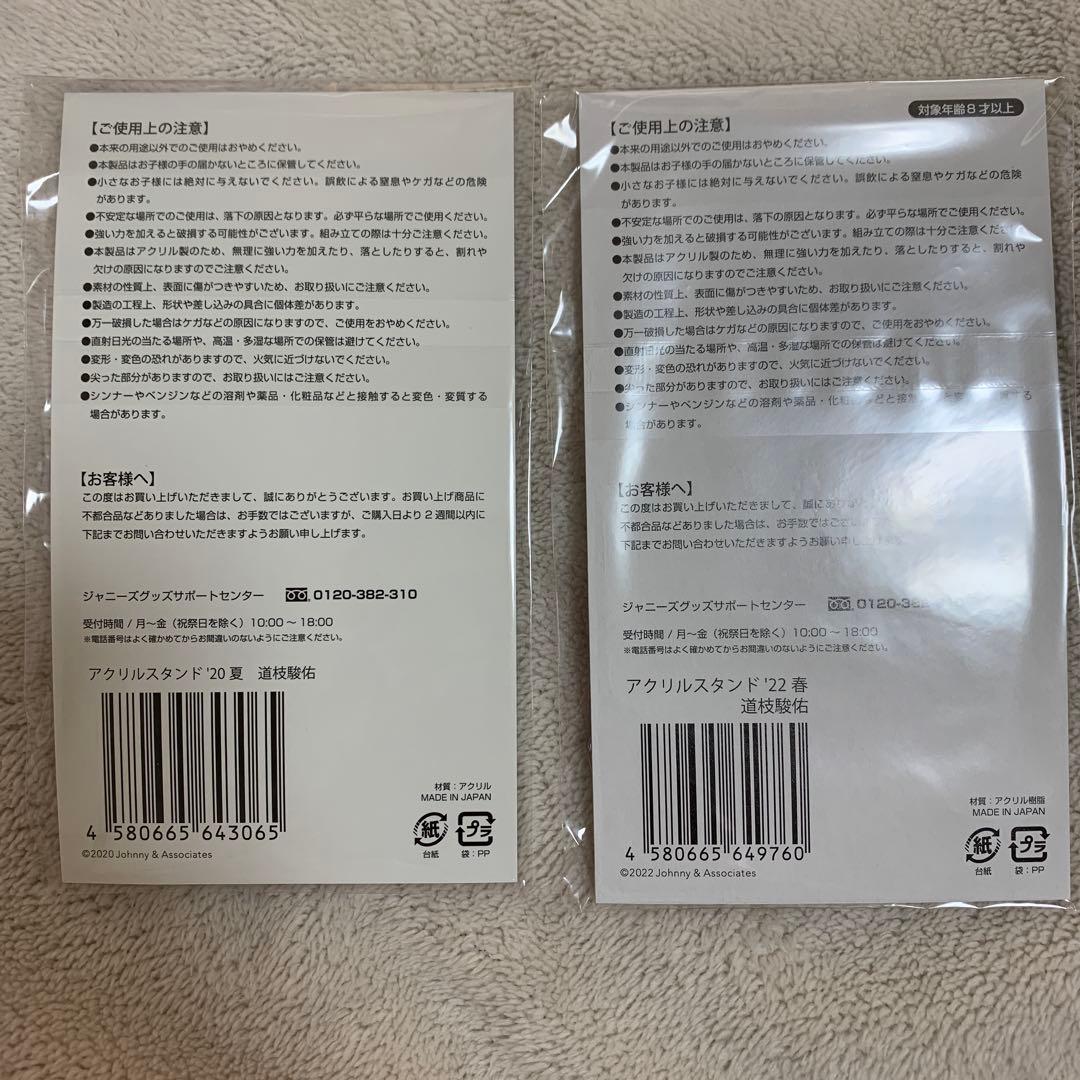 【ご使用上の注意】
●本来の用途以外でのご使用はおやめください。
●本製品はお子様の手の届かないところに保管してください。
●小さなお子様には絶対に与えないでください。誤飲による窒息やケガなどの危険
があります。
●不安定な場所でのご使用は、落下の原因となります。必ず平らな場所でご使用ください。
●強い力を加えると破損する可能性がございます。組み立ての際は十分ご注意ください。
●本製品はアクリル製のため、無理に強い力を加えたり、落としたりすると、割れや
欠けの原因になりますのでご注意ください。
●素材の性質上、表面に傷がつきやすいため、お取り扱いにご注意ください。
●製造の工程上、形状や差し込みの具合に個体差があります。
●万一破損した場合はケガなどの原因になりますので、ご使用をおやめください。
●直射日光の当たる場所や、高温・多湿な場所での保管は避けてください。
●変形・変色の恐れがありますので、火気に近づけないでください。
●尖った部分がありますので、お取り扱いにはご注意ください。
●シンナーやベンジンなどの溶剤や薬品・化粧品などと接触すると変色・変質する
場合があります。
【お客様へ】
この度はお買い上げいただきまして、誠にありがとうございます。お買い上げ商品に
不都合品などありました場合は、お手数ではございますが、ご購入日より2週間以内に
下記までお問い合わせいただきますようお願い申し上げます。
ジャニーズグッズサポートセンター 0120-382-310
受付時間 / 月〜金（祝祭日を除く）10:00〜18:00
※電話番号はよく確かめてからお間違いのないようにご注意ください。
アクリルスタンド '20 夏 道枝駿佑
材質：アクリル
MADE IN JAPAN
4 580665 643065
紙 プラ
台紙 袋：PP
©2020 Johnny & Associates
対象年齢8才以上
【ご使用上の注意】
●本来の用途以外でのご使用はおやめください。
●本製品はお子様の手の届かないところに保管してください。
●小さなお子様には絶対に与えないでください。誤飲による窒息やケガなどの危険
があります。
●不安定な場所でのご使用は、落下の原因となります。必ず平らな場所でご使用ください。
●強い力を加えると破損する可能性がございます。組み立ての際は十分ご注意ください。
●本製品はアクリル製のため、無理に強い力を加えたり、落としたりすると、割れや
欠けの原因になりますのでご注意ください。
●素材の性質上、表面に傷がつきやすいため、お取り扱いにご注意ください。
●製造の工程上、形状や差し込みの具合に個体差があります。
●万一破損した場合はケガなどの原因になりますので、ご使用をおやめください。
●直射日光の当たる場所や、高温・多湿な場所での保管は避けてください。
●変形・変色の恐れがありますので、火気に近づけないでください。
●尖った部分がありますので、お取り扱いにはご注意ください。
●シンナーやベンジンなどの溶剤や薬品・化粧品などと接触
場合があります。
【お客様へ】
この度はお買い上げいただきまして、誠にあり
不都合品などありました場合は、お手数ではござい
下記までお問い合わせいただきますようお願い申し上げます
ジャニーズグッズサポートセンター 0120-382
受付時間 / 月〜金（祝祭日を除く）10:00〜18:00
※電話番号はよく確かめてからお間違いのないようにご注意ください。
アクリルスタンド '22 春
道枝駿佑
材質：アクリル樹脂
MADE IN JAPAN
4 580665 649760
紙 プラ
台紙 袋：PP
©2022 Johnny & Associates